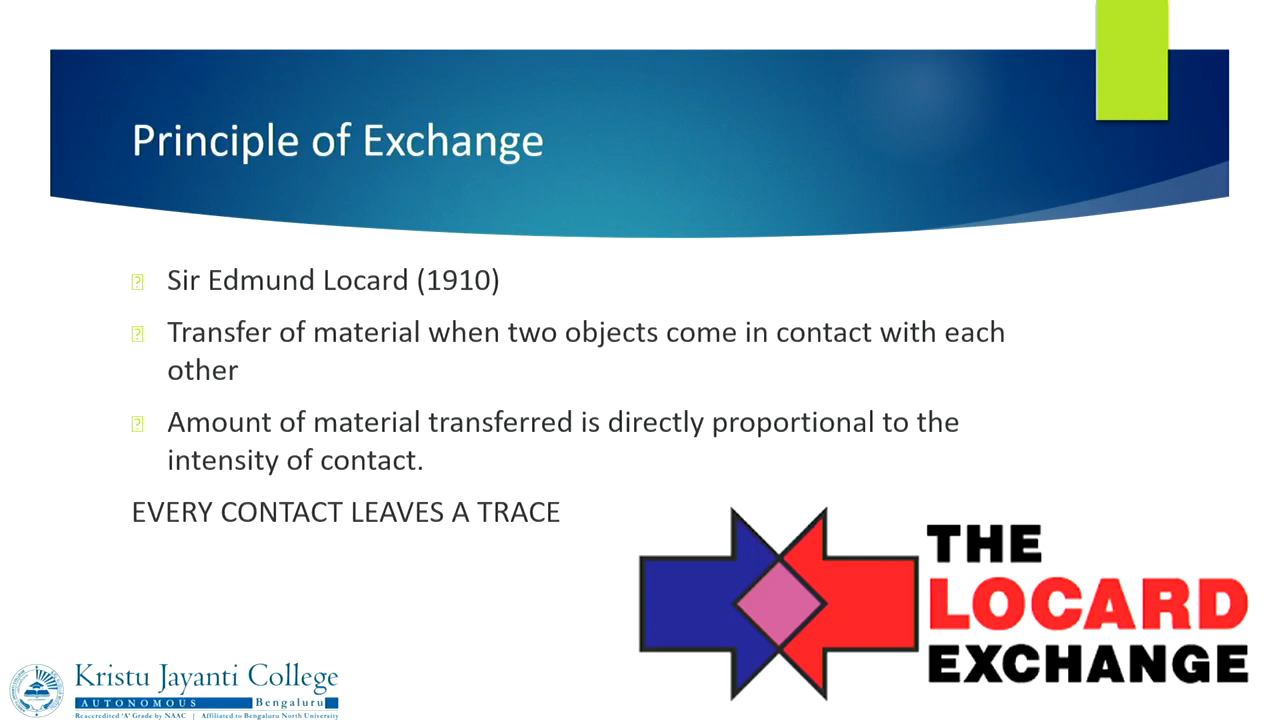 Principle of Exchange
Sir Edmund Locard (1910)
Transfer of material when two objects come in contact with each
other
Amount of material transferred is directly proportional to the
intensity of contact.
EVERY CONTACT LEAVES A TRACE
THE
LOCARD
EXCHANGE
Kristu Jayanti College
AUTONOMOUS Bengaluru
Reaccredited 'A' Grade by NAAC | Affiliated to Bengaluru North University